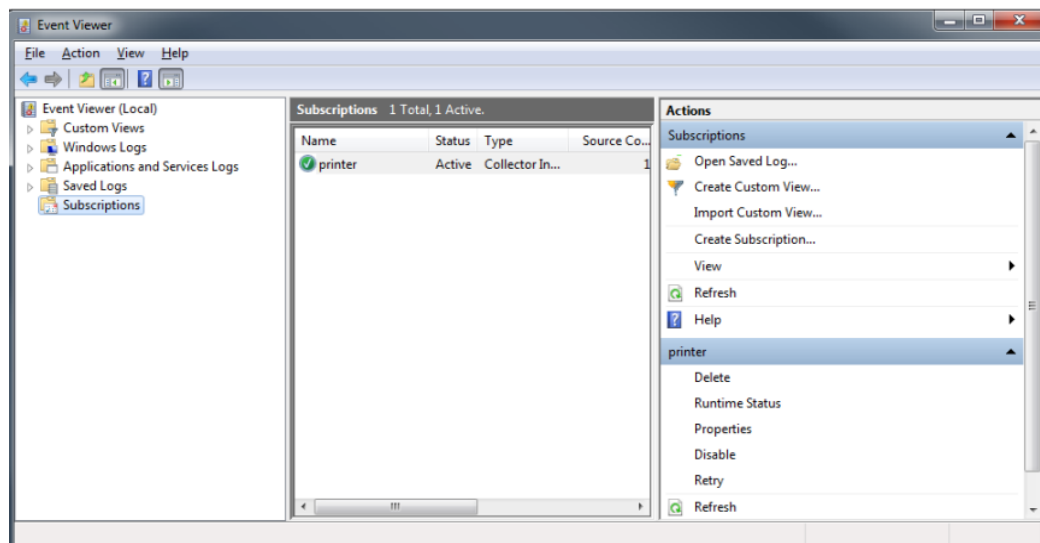 Event Viewer
File Action View Help
Event Viewer (Local)
Custom Views
Windows Logs
Applications and Services Logs
Saved Logs
Subscriptions
Subscriptions 1 Total, 1 Active.
Name Status Type Source Co...
printer Active Collector In... 1
Actions
Subscriptions
Open Saved Log...
Create Custom View...
Import Custom View...
Create Subscription...
View
Refresh
Help
printer
Delete
Runtime Status
Properties
Disable
Retry
Refresh